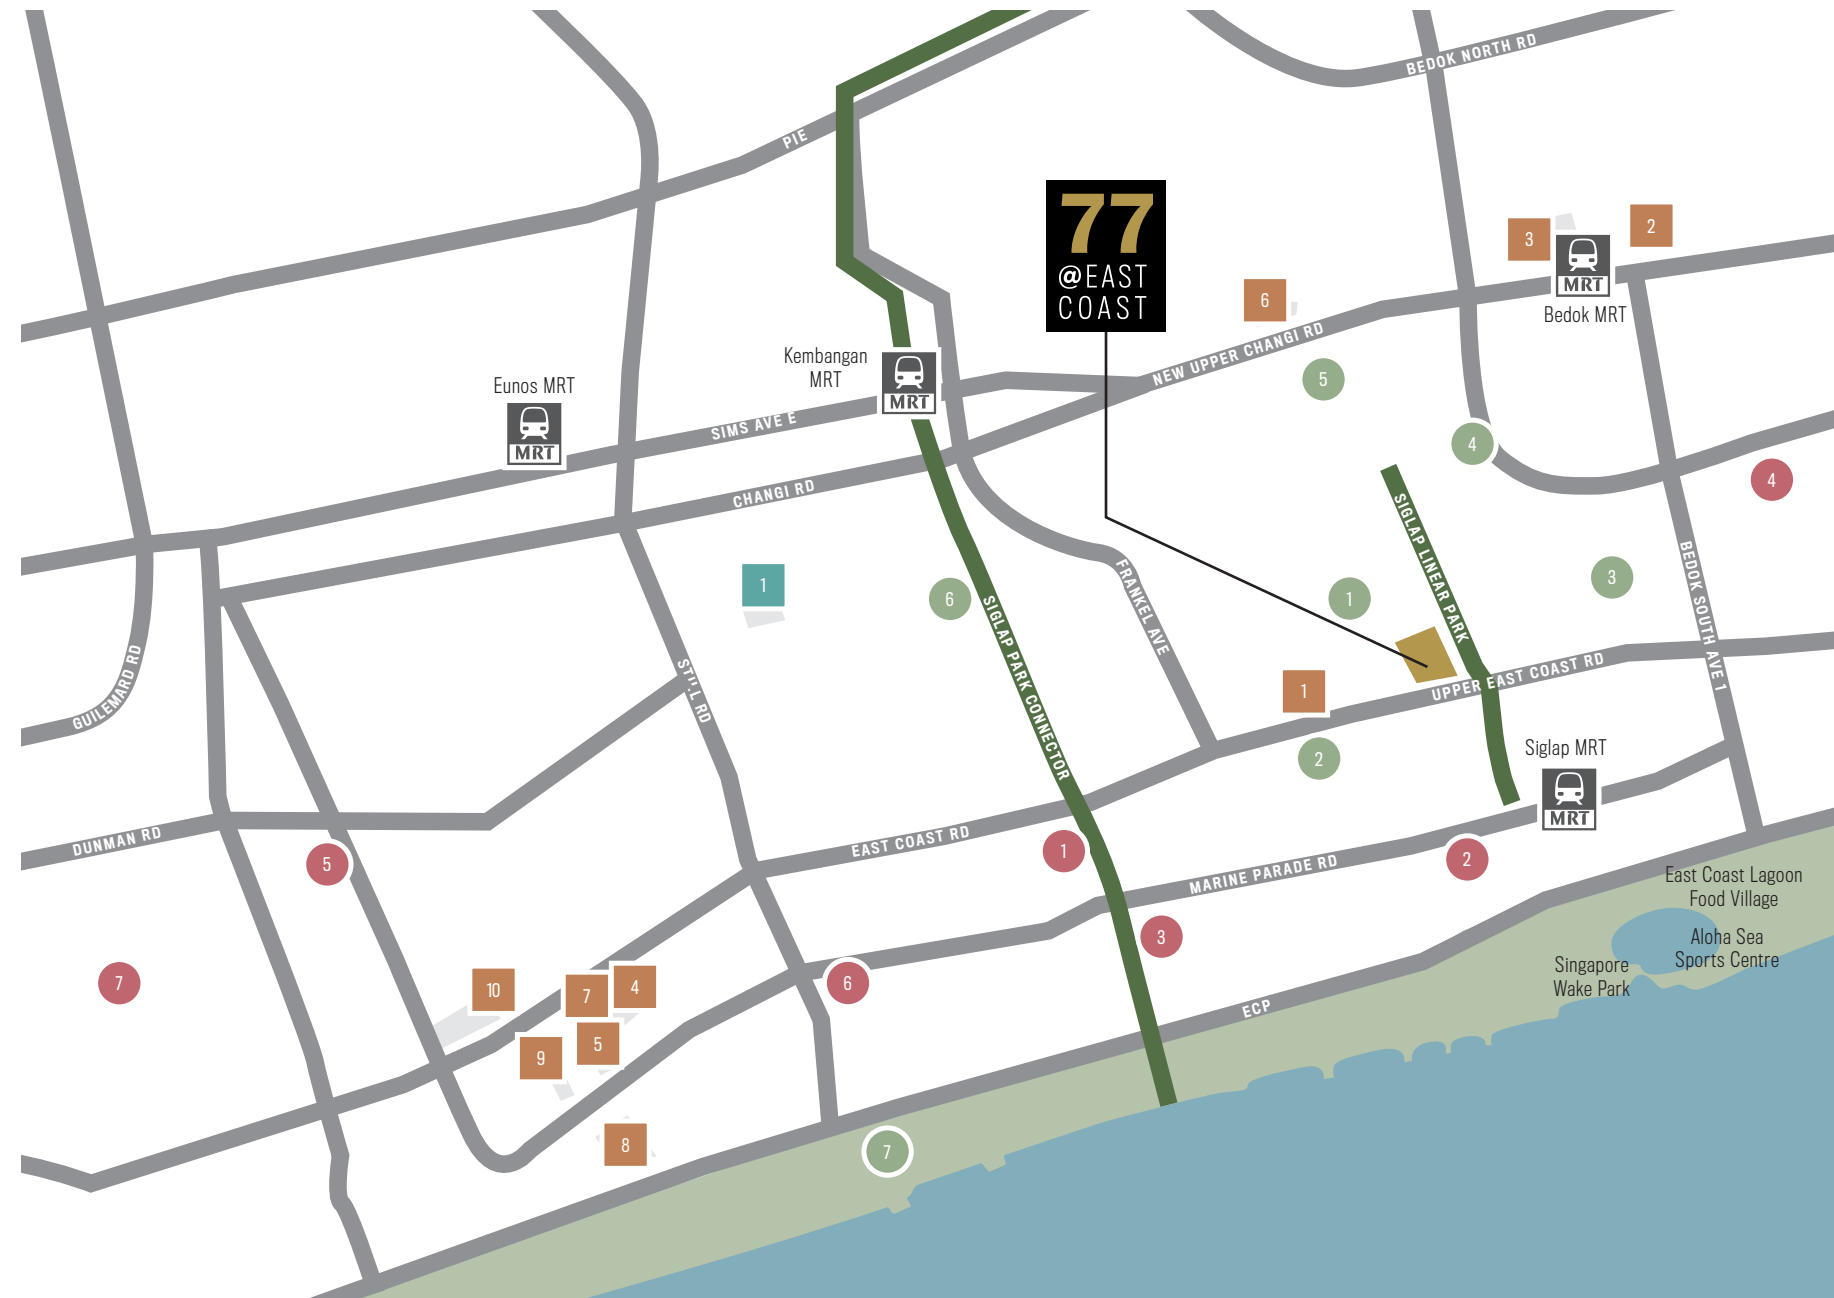 BEDOK NORTH RD
PIE
77
@EAST
COAST
3
2
MRT
Bedok MRT
6
NEW UPPER CHANGI RD
Kembangan
MRT
MRT
Eunos MRT
MRT
SIMS AVE E
5
4
4
CHANGI RD
SIGLAP LINEAR PARK
1
6
1
3
FRANKEL AVE
BEDOK SOUTH AVE 1
SIGLAP PARK CONNECTOR
GUILEMARD RD
STILL RD
1
UPPER EAST COAST RD
2
Siglap MRT
MRT
DUNMAN RD
EAST COAST RD
5
1
2
MARINE PARADE RD
East Coast Lagoon
Food Village
3
Aloha Sea
Sports Centre
Singapore
Wake Park
7
10
7
4
6
ECP
9
5
8
7